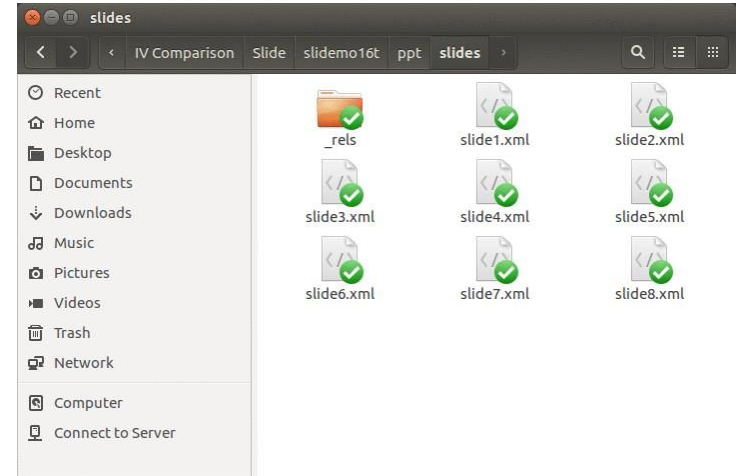 slides
IV Comparison Slide slidemo16t ppt slides
Recent
Home
Desktop
Documents
Downloads
Music
Pictures
Videos
Trash
Network
Computer
Connect to Server
_rels slide1.xml slide2.xml
slide3.xml slide4.xml slide5.xml
slide6.xml slide7.xml slide8.xml